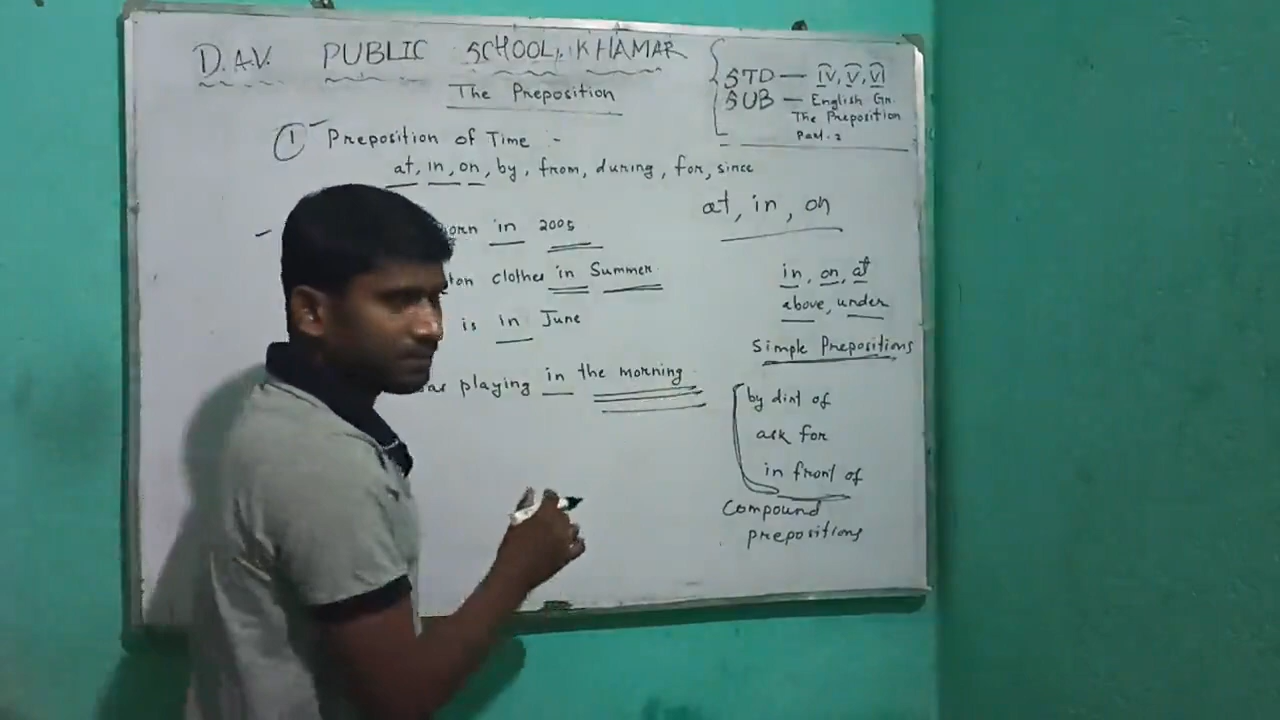 D.A.V. PUBLIC SCHOOL, KHAMAR
The Preposition
STD — IV, V, VI
SUB — English Gr.
The Preposition
Part-2
1 Preposition of Time :-
at, in, on, by, from, during, for, since
at, in, on
in 2005
clothes in Summer
is in June
playing in the morning
in, on, at
above, under
Simple Prepositions
by dint of
ask for
in front of
Compound
prepositions